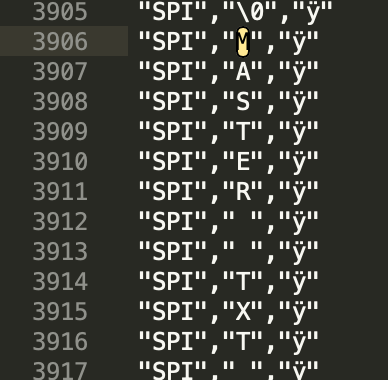 3905 "SPI","\0","ÿ"
3906 "SPI","M","ÿ"
3907 "SPI","A","ÿ"
3908 "SPI","S","ÿ"
3909 "SPI","T","ÿ"
3910 "SPI","E","ÿ"
3911 "SPI","R","ÿ"
3912 "SPI"," ","ÿ"
3913 "SPI"," ","ÿ"
3914 "SPI","T","ÿ"
3915 "SPI","X","ÿ"
3916 "SPI","T","ÿ"
3917 "SPI"," ","ÿ"